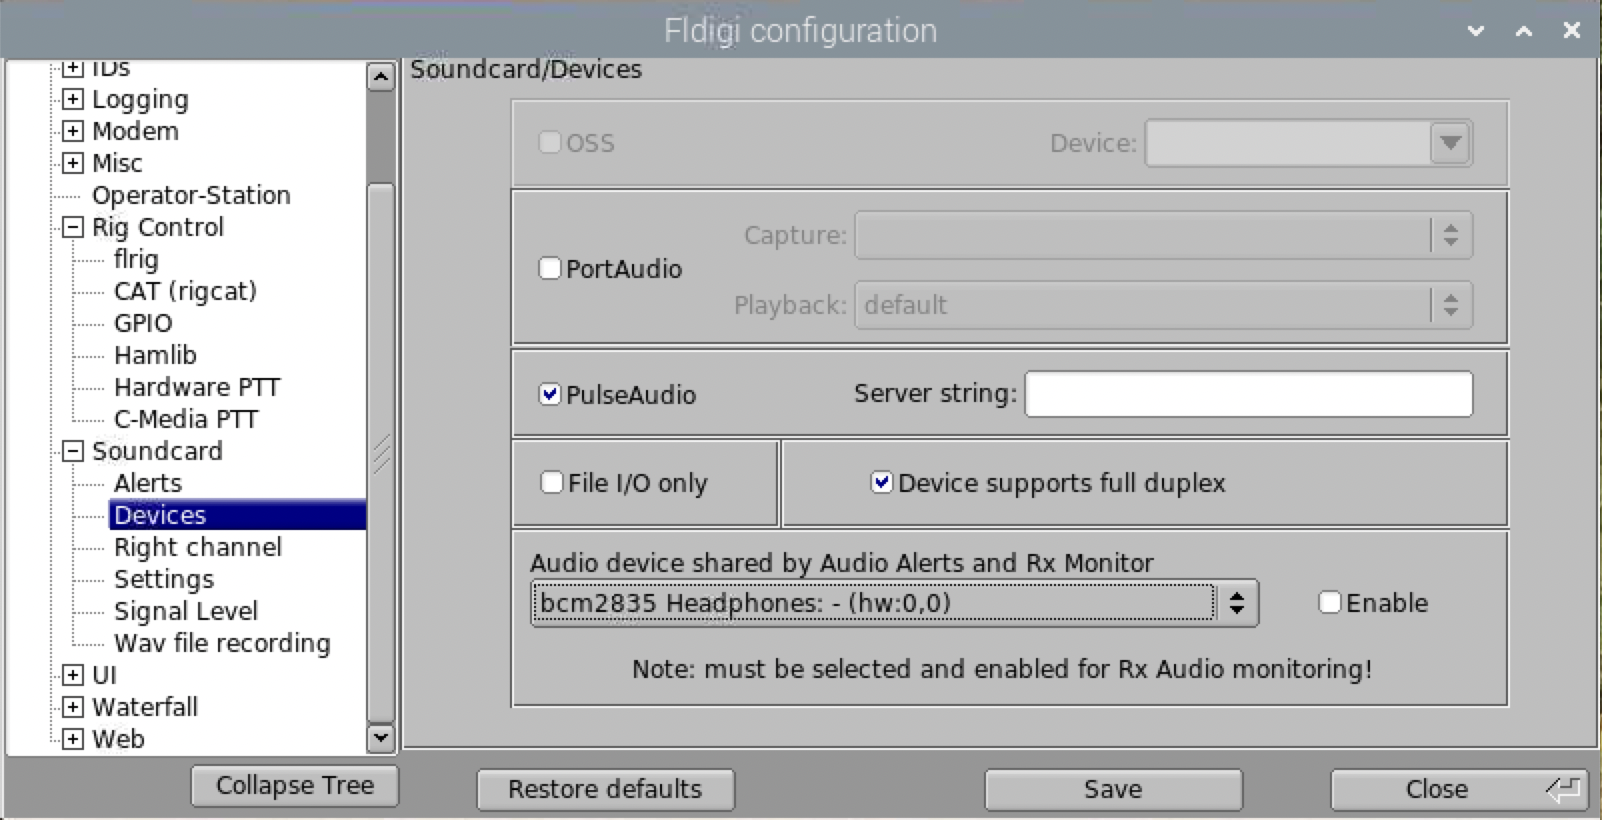 Fldigi configuration
IDs
Logging
Modem
Misc
Operator-Station
Rig Control
flrig
CAT (rigcat)
GPIO
Hamlib
Hardware PTT
C-Media PTT
Soundcard
Alerts
Devices
Right channel
Settings
Signal Level
Wav file recording
UI
Waterfall
Web
Collapse Tree
Soundcard/Devices
OSS Device:
Capture:
PortAudio
Playback: default
PulseAudio Server string:
File I/O only Device supports full duplex
Audio device shared by Audio Alerts and Rx Monitor
bcm2835 Headphones: - (hw:0,0) Enable
Note: must be selected and enabled for Rx Audio monitoring!
Restore defaults Save Close